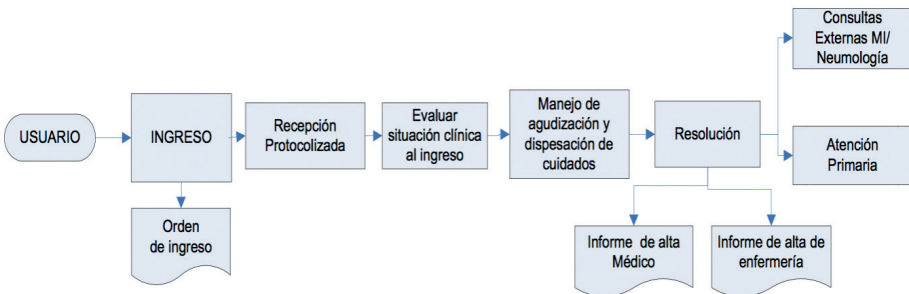 USUARIO
INGRESO
Orden
de ingreso
Recepción
Protocolizada
Evaluar
situación clínica
al ingreso
Manejo de
agudización y
dispesación de
cuidados
Resolución
Informe de alta
Médico
Informe de alta de
enfermería
Consultas
Externas MI/
Neumología
Atención
Primaria